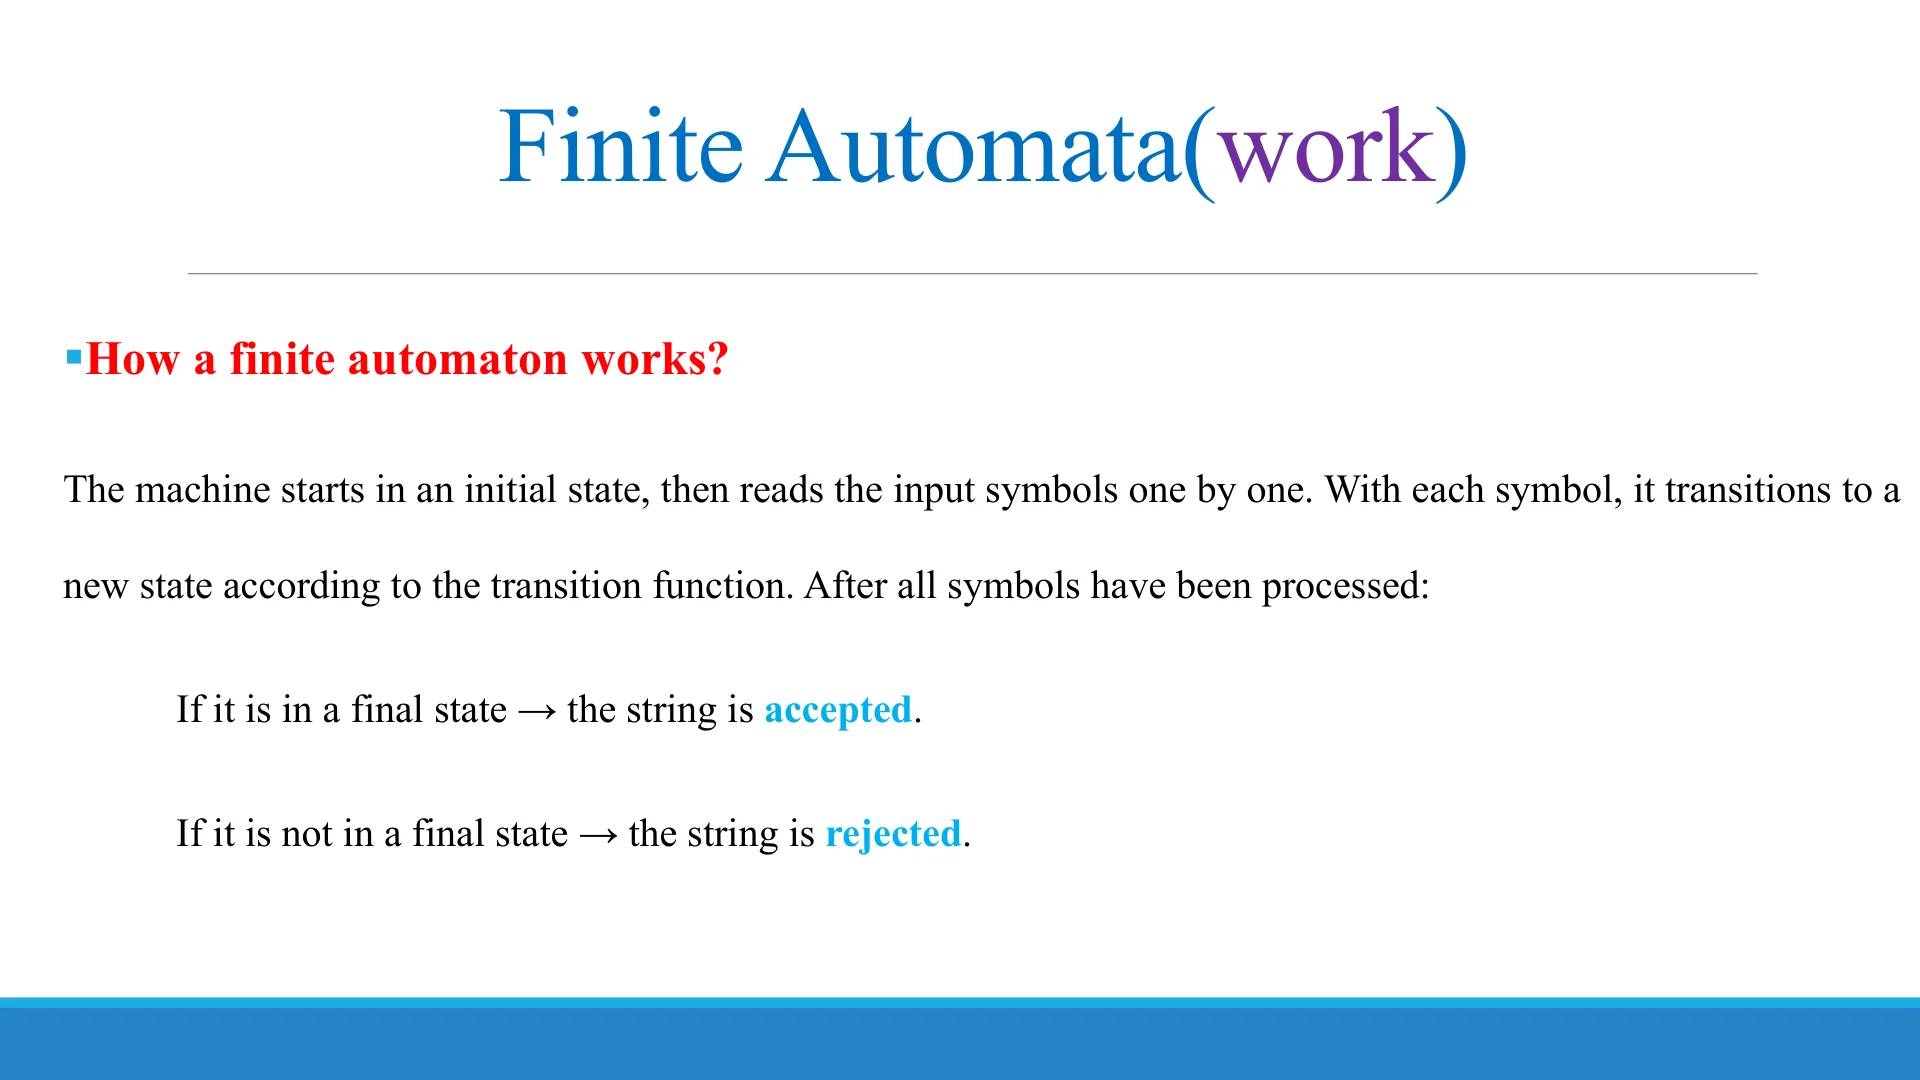 Finite Automata(work)
▪How a finite automaton works?
The machine starts in an initial state, then reads the input symbols one by one. With each symbol, it transitions to a
new state according to the transition function. After all symbols have been processed:
If it is in a final state → the string is accepted.
If it is not in a final state → the string is rejected.